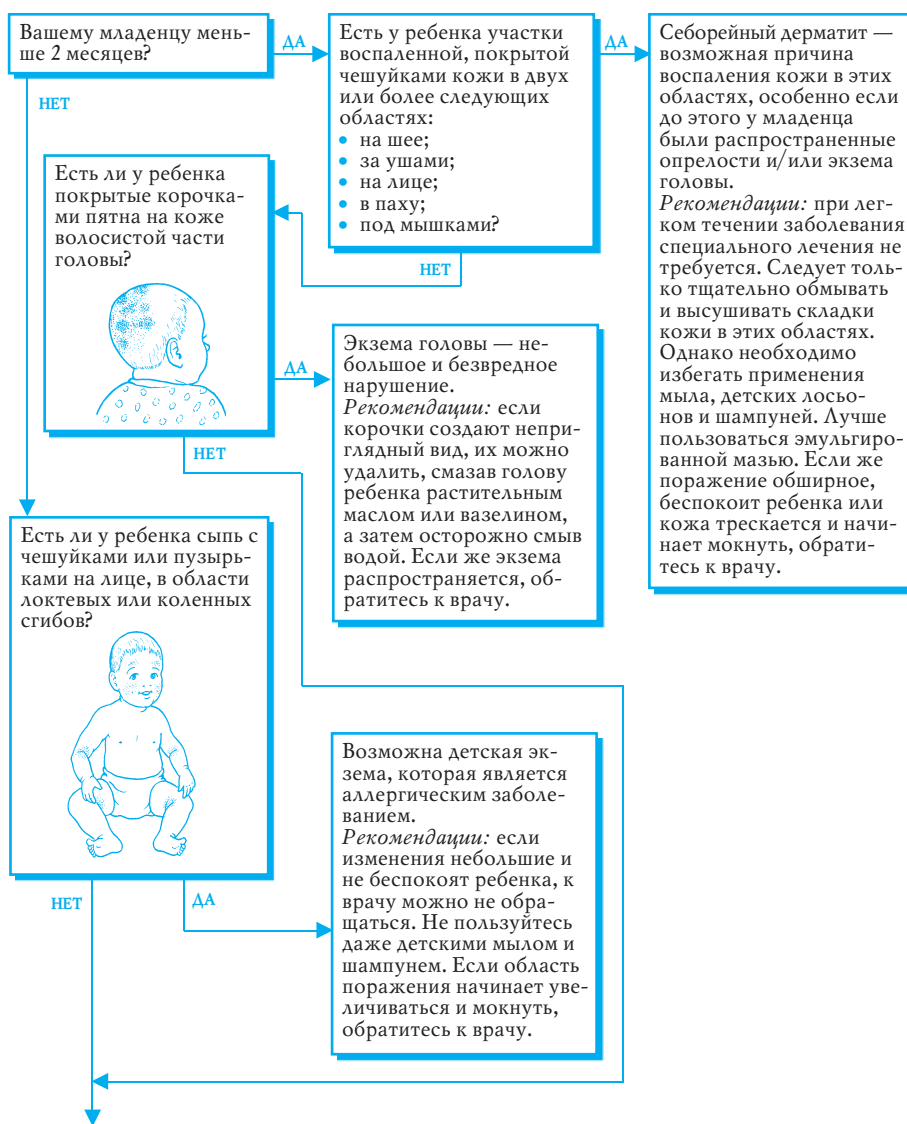 Вашему младенцу мень-
ше 2 месяцев?
ДА
НЕТ
Есть у ребенка участки
воспаленной, покрытой
чешуйками кожи в двух
или более следующих
областях:
• на шее;
• за ушами;
• на лице;
• в паху;
• под мышками?
ДА
НЕТ
Себорейный дерматит —
возможная причина
воспаления кожи в этих
областях, особенно если
до этого у младенца
были распространенные
опрелости и/или экзема
головы.
Рекомендации: при лег-
ком течении заболевания
специального лечения не
требуется. Следует толь-
ко тщательно обмывать
и высушивать складки
кожи в этих областях.
Однако необходимо
избегать применения
мыла, детских лосьо-
нов и шампуней. Лучше
пользоваться эмульгиро-
ванной мазью. Если же
поражение обширное,
беспокоит ребенка или
кожа трескается и начи-
нает мокнуть, обрати-
тесь к врачу.
Есть ли у ребенка
покрытые корочка-
ми пятна на коже
волосистой части
головы?
ДА
НЕТ
Экзема головы — не-
большое и безвредное
нарушение.
Рекомендации: если
корочки создают непри-
глядный вид, их можно
удалить, смазав голову
ребенка растительным
маслом или вазелином,
а затем осторожно смыв
водой. Если же экзема
распространяется, об-
ратитесь к врачу.
Есть ли у ребенка сыпь с
чешуйками или пузырь-
ками на лице, в области
локтевых или коленных
сгибов?
НЕТ
ДА
Возможна детская эк-
зема, которая является
аллергическим заболе-
ванием.
Рекомендации: если
изменения небольшие и
не беспокоят ребенка, к
врачу можно не обра-
щаться. Не пользуйтесь
даже детскими мылом и
шампунем. Если область
поражения начинает уве-
личиваться и мокнуть,
обратитесь к врачу.